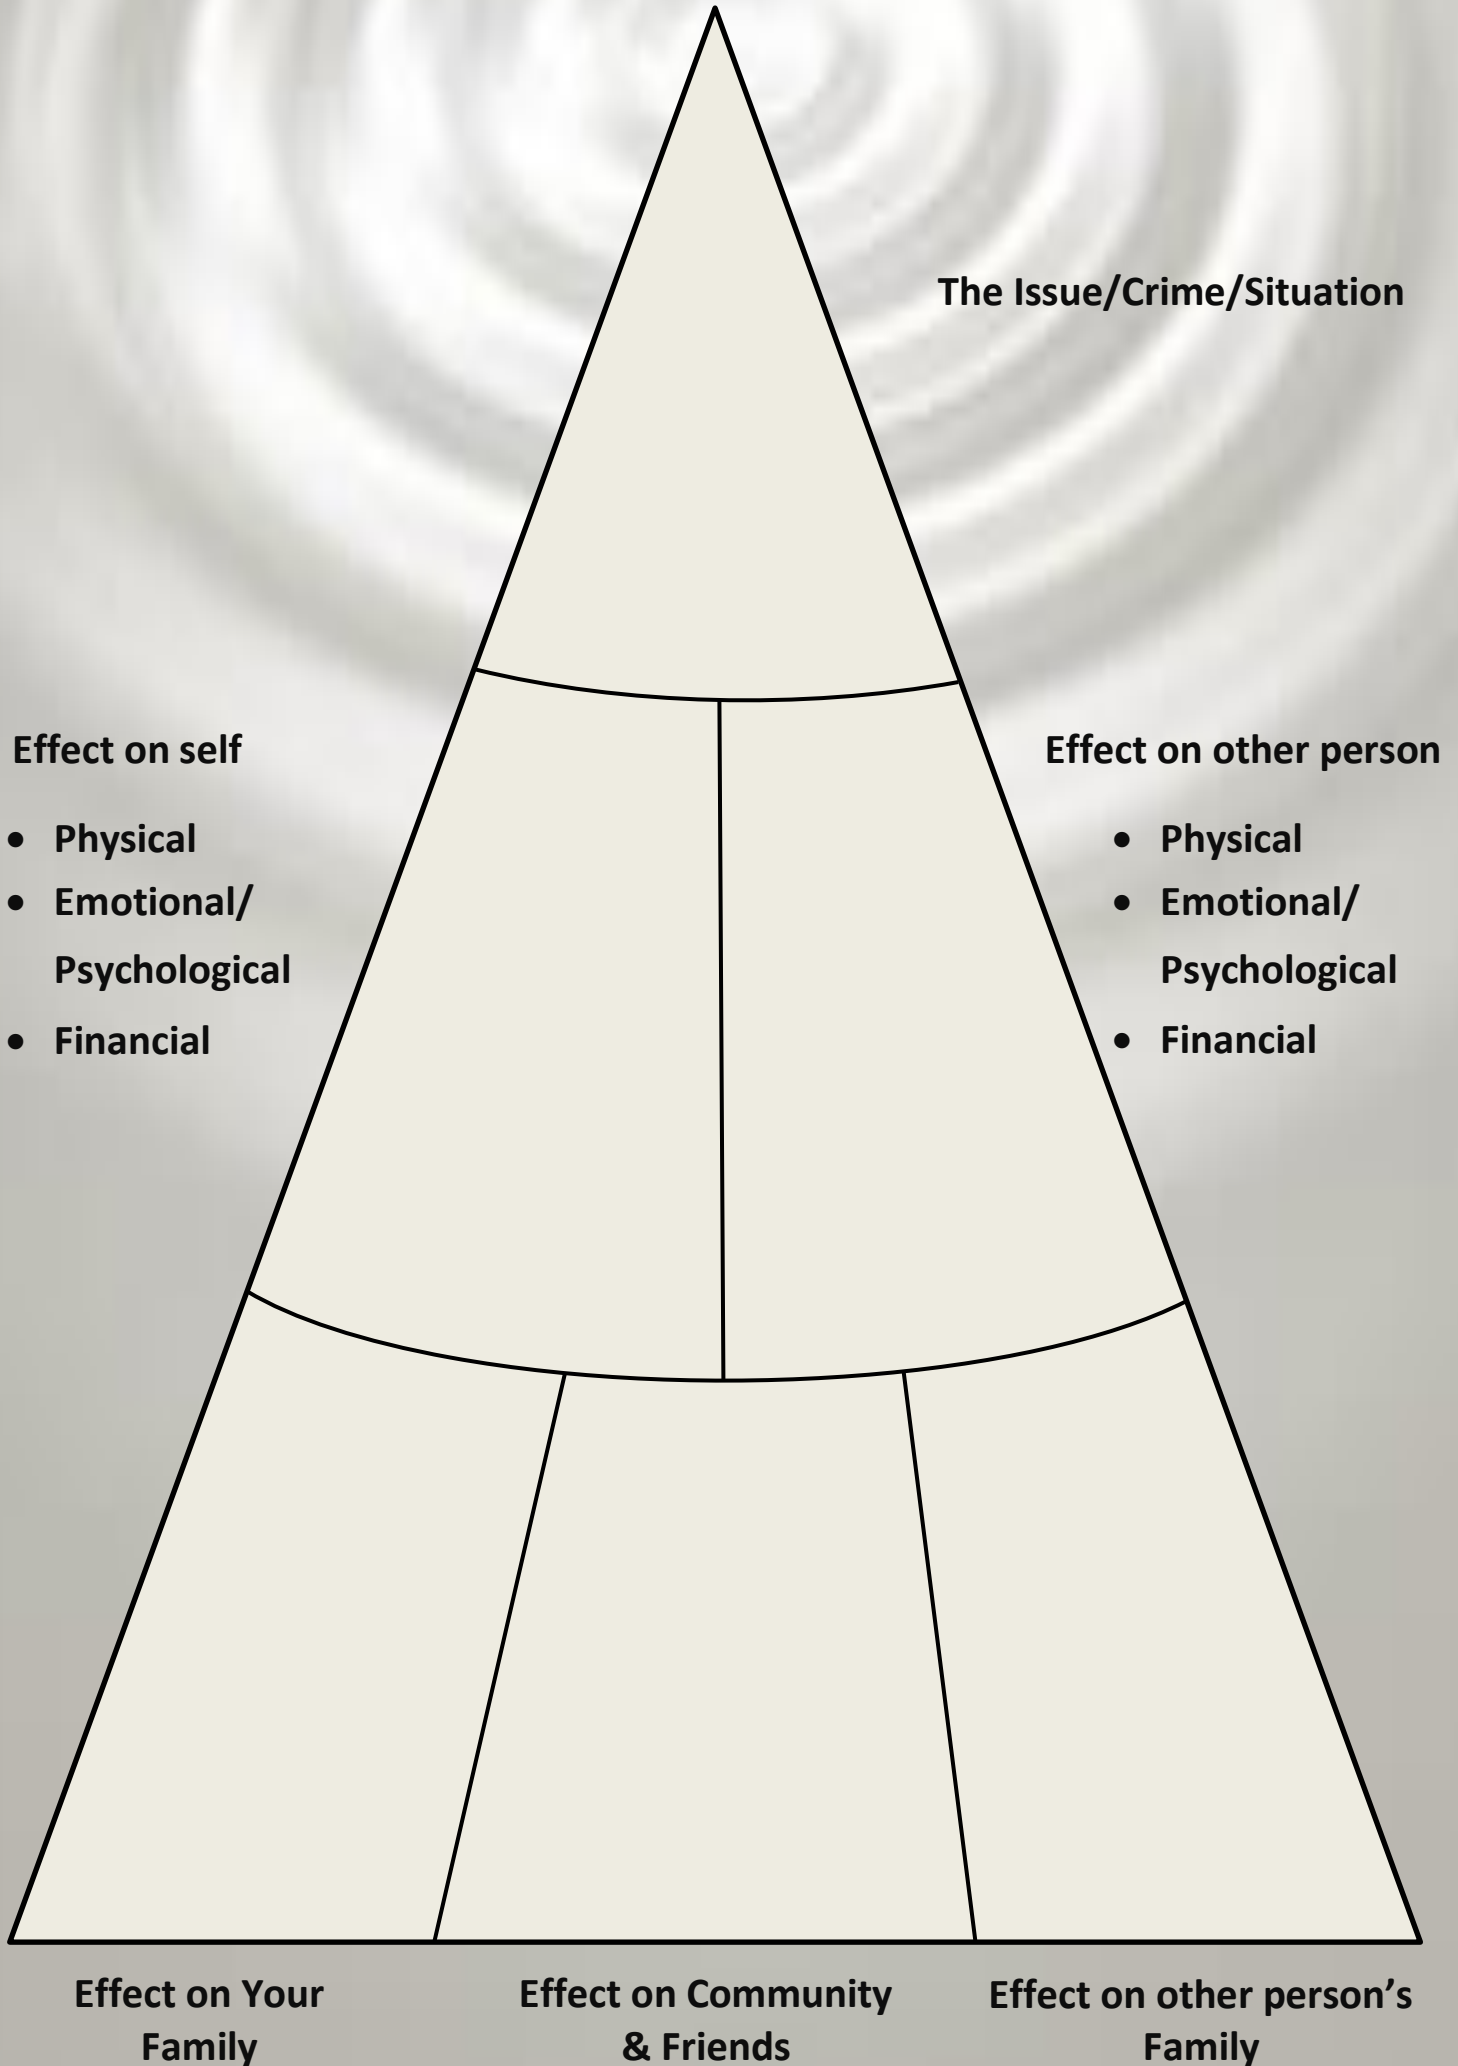 The Issue/Crime/Situation
Effect on self
• Physical
• Emotional/
Psychological
• Financial
Effect on other person
• Physical
• Emotional/
Psychological
• Financial
Effect on Your
Family
Effect on Community
& Friends
Effect on other person’s
Family